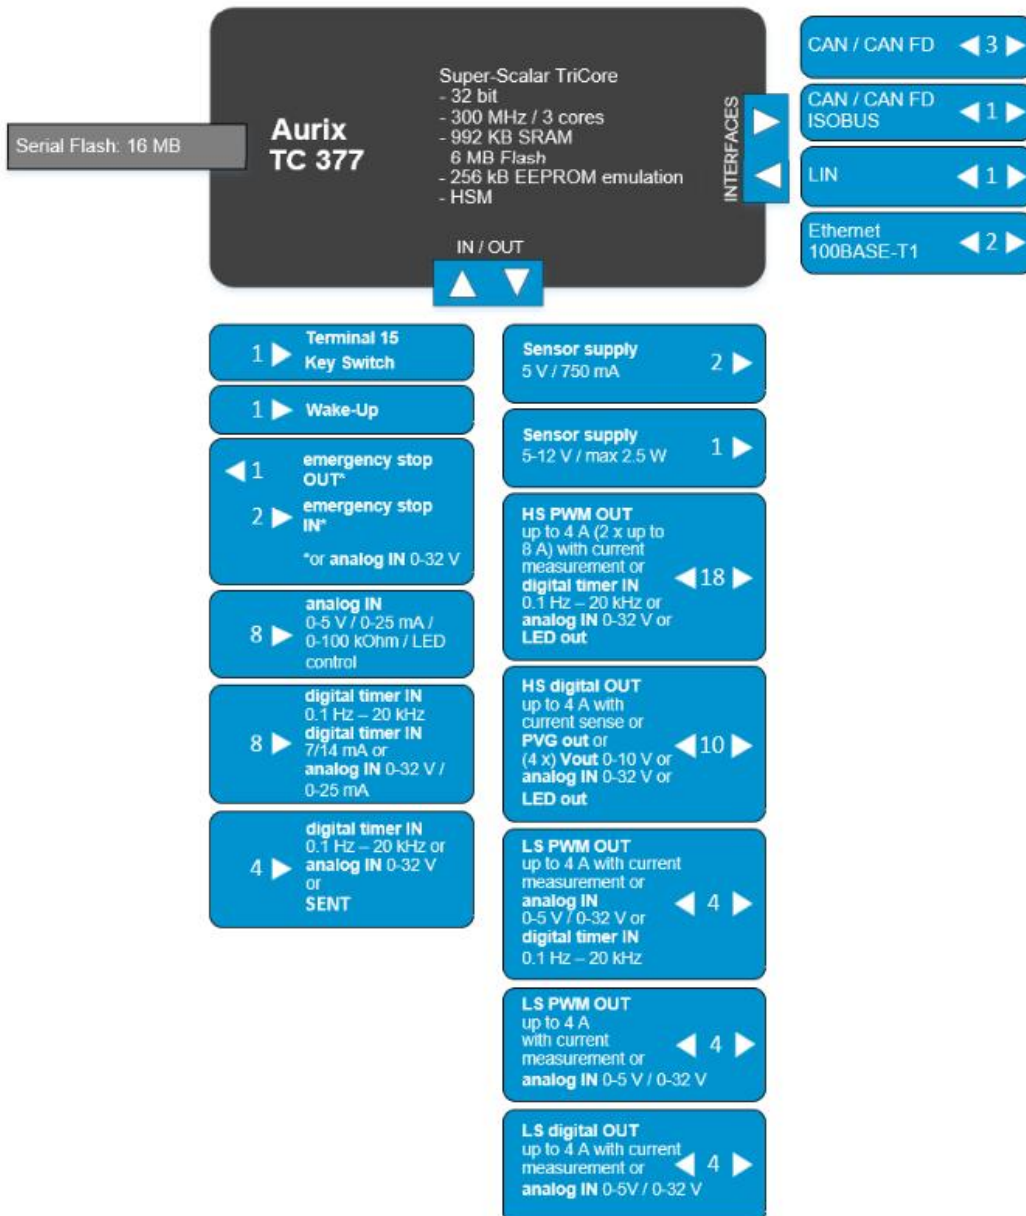 Serial Flash: 16 MB
Aurix
TC 377
Super-Scalar TriCore
- 32 bit
- 300 MHz / 3 cores
- 992 KB SRAM
6 MB Flash
- 256 kB EEPROM emulation
- HSM
INTERFACES
IN / OUT
CAN / CAN FD
3
CAN / CAN FD
ISOBUS
1
LIN
1
Ethernet
100BASE-T1
2
1
Terminal 15
Key Switch
1
Wake-Up
1
emergency stop
OUT*
2
emergency stop
IN*
*or analog IN 0-32 V
8
analog IN
0-5 V / 0-25 mA /
0-100 kOhm / LED
control
8
digital timer IN
0.1 Hz – 20 kHz
digital timer IN
7/14 mA or
analog IN 0-32 V /
0-25 mA
4
digital timer IN
0.1 Hz – 20 kHz or
analog IN 0-32 V
or
SENT
Sensor supply
5 V / 750 mA
2
Sensor supply
5-12 V / max 2.5 W
1
HS PWM OUT
up to 4 A (2 x up to
8 A) with current
measurement or
digital timer IN
0.1 Hz – 20 kHz or
analog IN 0-32 V or
LED out
18
HS digital OUT
up to 4 A with
current sense or
PVG out or
(4 x) Vout 0-10 V or
analog IN 0-32 V or
LED out
10
LS PWM OUT
up to 4 A with current
measurement or
analog IN
0-5 V / 0-32 V or
digital timer IN
0.1 Hz – 20 kHz
4
LS PWM OUT
up to 4 A
with current
measurement or
analog IN 0-5 V / 0-32 V
4
LS digital OUT
up to 4 A with current
measurement or
analog IN 0-5V / 0-32 V
4